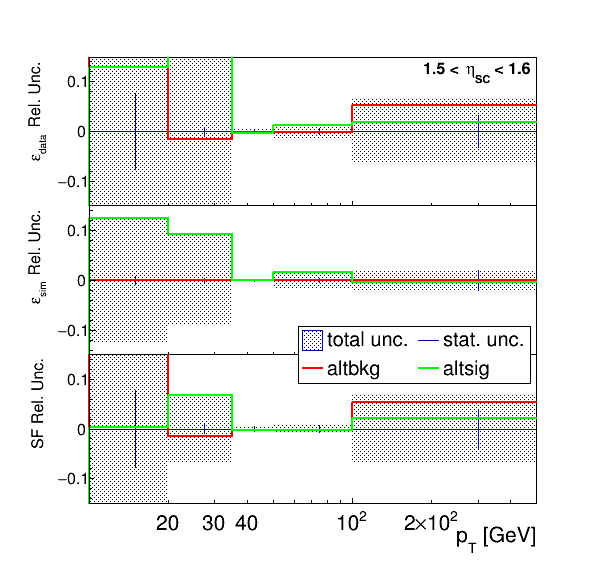 1.5 < η_SC < 1.6
ε_data Rel. Unc.
0.1
0
−0.1
ε_sim Rel. Unc.
0.1
0
−0.1
total unc. stat. unc.
altbkg altsig
SF Rel. Unc.
0.1
0
−0.1
20 30 40 10² 2×10²
p_T [GeV]